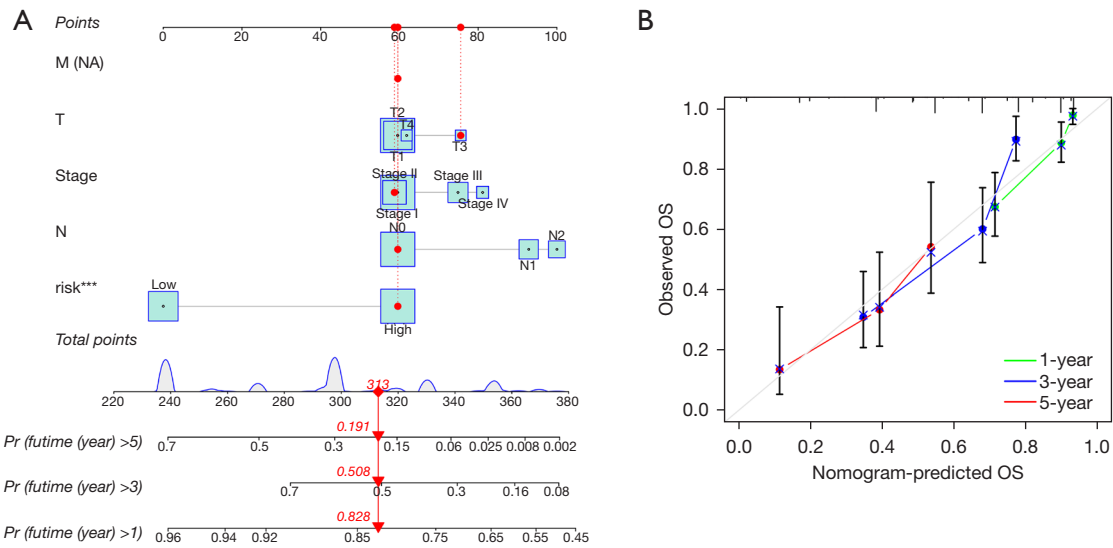 A
Points
0 20 40 60 80 100
M (NA)
T2
T
T4
T1
T3
Stage
Stage II
Stage III
Stage IV
Stage I
N
N0
N2
N1
risk***
Low
High
Total points
313
220 240 260 280 300 320 340 360 380
0.191
Pr (futime (year) >5)
0.7 0.5 0.3 0.15 0.06 0.025 0.008 0.002
0.508
Pr (futime (year) >3)
0.7 0.5 0.3 0.16 0.08
0.828
Pr (futime (year) >1)
0.96 0.94 0.92 0.85 0.75 0.65 0.55 0.45
B
Observed OS
1.0
0.8
0.6
0.4
0.2
0.0
1-year
3-year
5-year
0.0 0.2 0.4 0.6 0.8 1.0
Nomogram-predicted OS